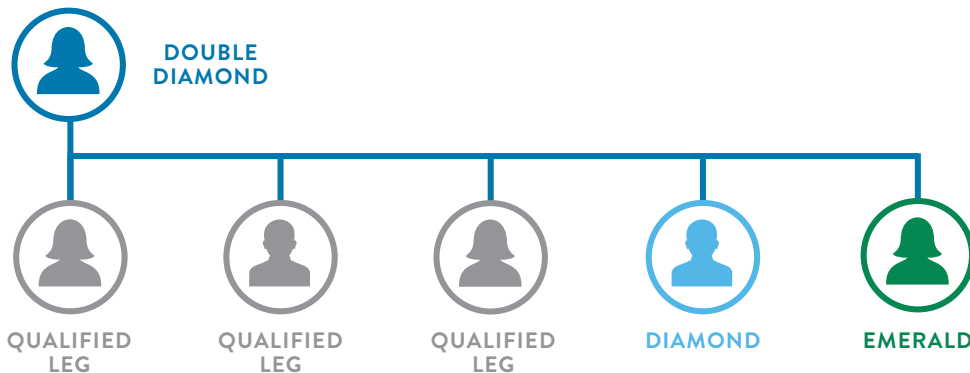 DOUBLE
DIAMOND
QUALIFIED
LEG
QUALIFIED
LEG
QUALIFIED
LEG
DIAMOND
EMERALD